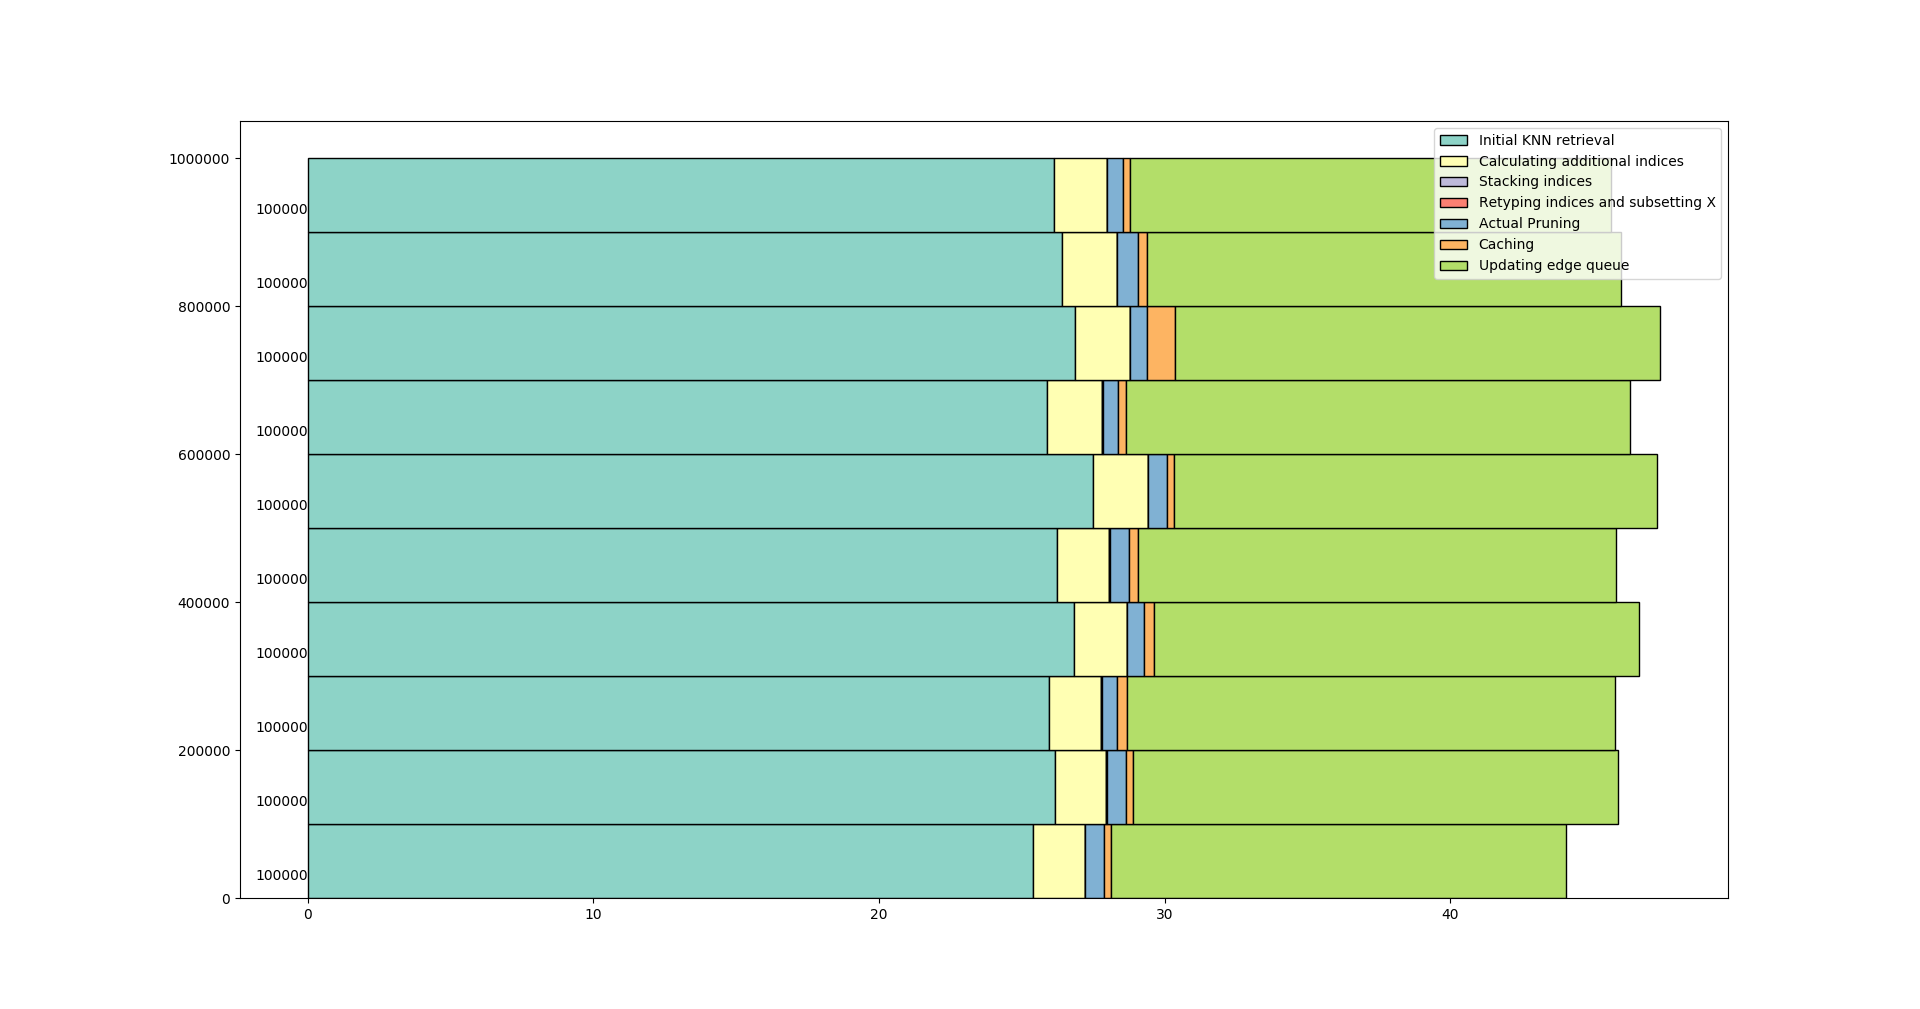 Initial KNN retrieval
Calculating additional indices
Stacking indices
Retyping indices and subsetting X
Actual Pruning
Caching
Updating edge queue
1000000
100000
100000
800000
100000
100000
600000
100000
100000
400000
100000
100000
200000
100000
100000
0
0 10 20 30 40